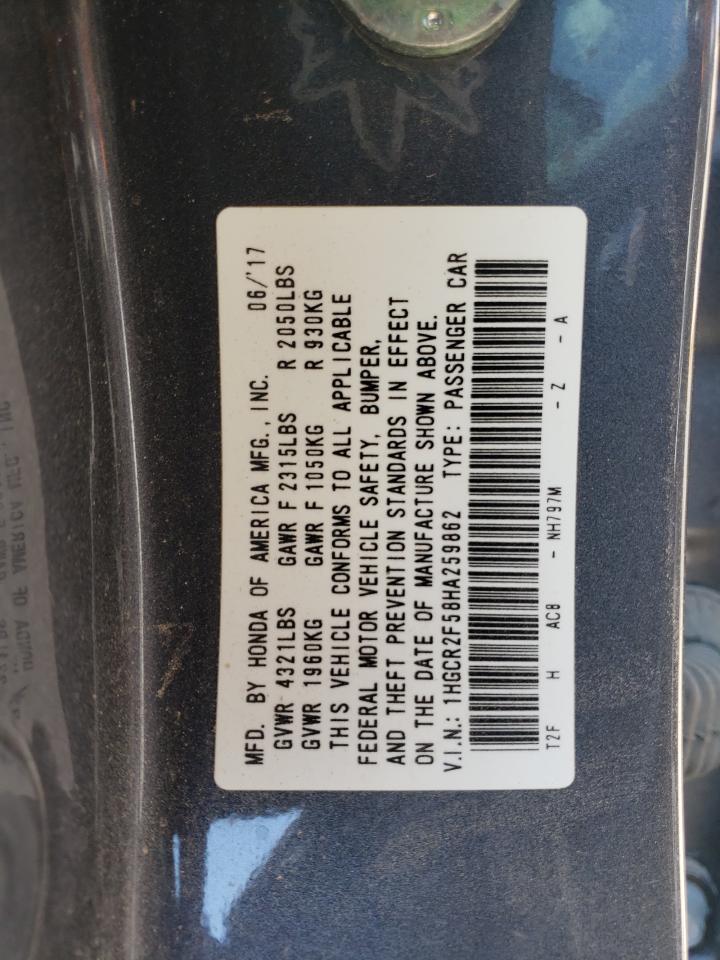 MFD. BY HONDA OF AMERICA MFG., INC. 06/'17
GVWR 4321LBS GAWR F 2315LBS R 2050LBS
GVWR 1960KG GAWR F 1050KG R 930KG
THIS VEHICLE CONFORMS TO ALL APPLICABLE
FEDERAL MOTOR VEHICLE SAFETY, BUMPER,
AND THEFT PREVENTION STANDARDS IN EFFECT
ON THE DATE OF MANUFACTURE SHOWN ABOVE.
V.I.N.: 1HGCR2F58HA259862 TYPE: PASSENGER CAR
T2F H AC8 - NH797M - Z - A